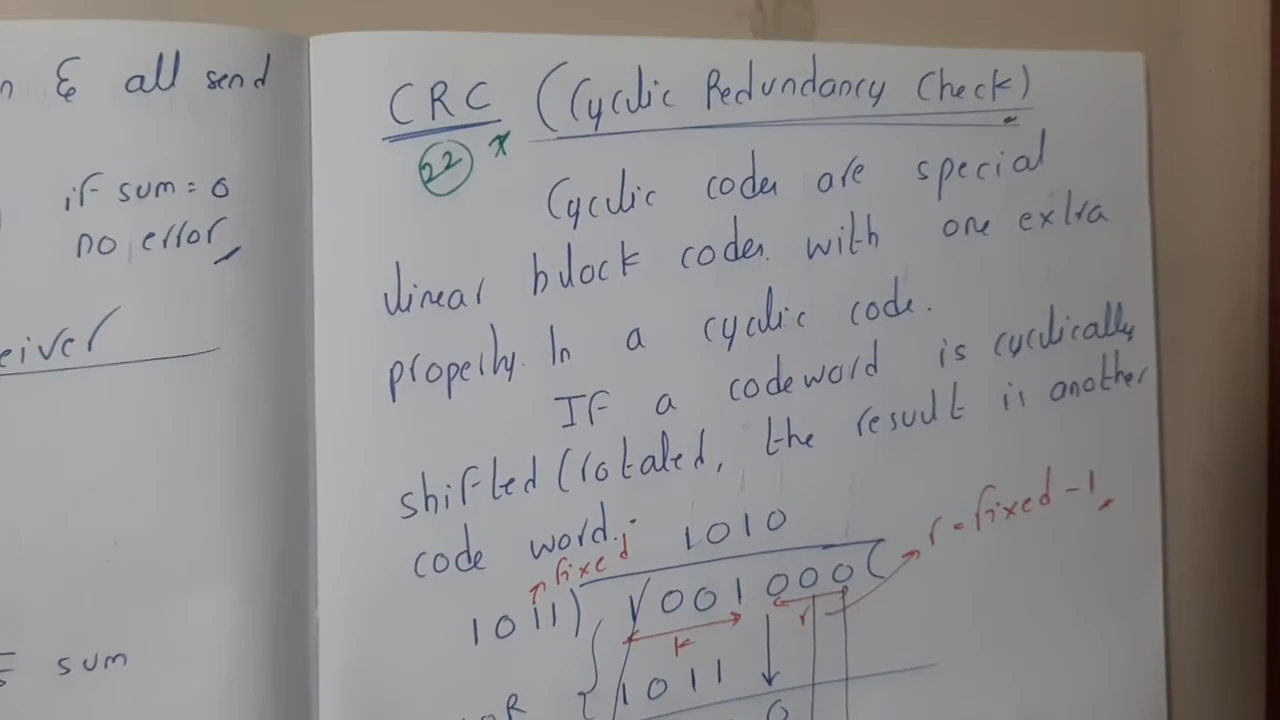 n & all send
if sum = 0
no error
eiver
sum
CRC (Cyclic Redundancy Check)
22 x
Cyclic codes are special
linear block codes. with one extra
property. In a cyclic code.
IF a codeword is cyclically
shifted (rotated, the result is another
code word.
fixed
1010
r = fixed - 1
1011) 1001000(
k r
1011
0
R